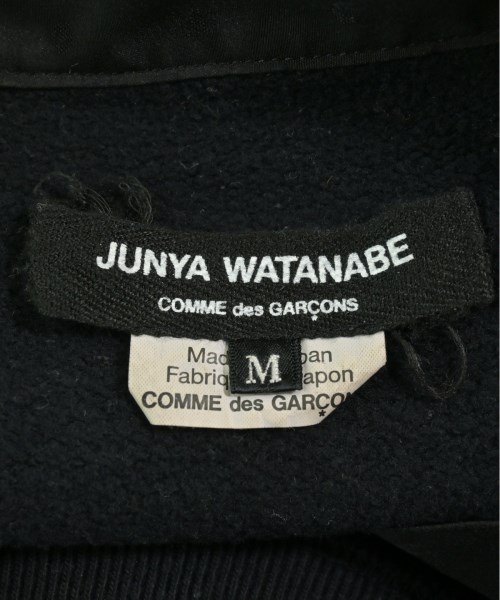 JUNYA WATANABE
COMME des GARÇONS
M
COMME des GARÇON